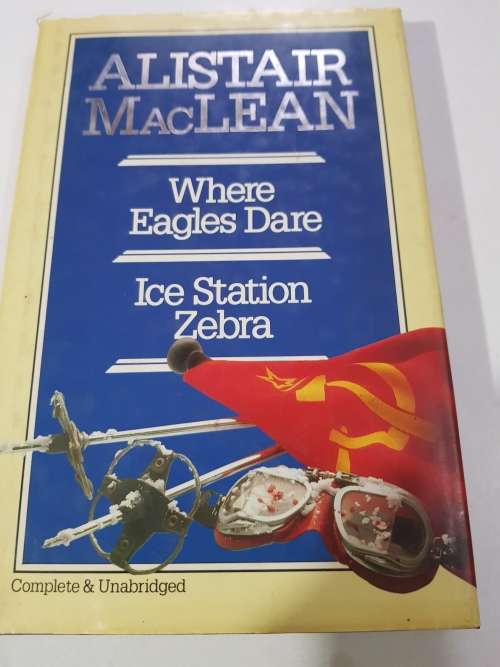 ALISTAIR
MACLEAN
Where
Eagles Dare
Ice Station
Zebra
Complete & Unabridged